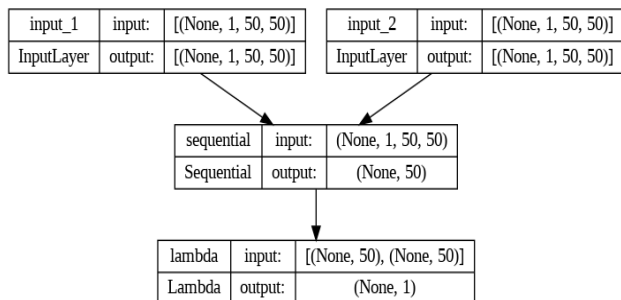 input_1 input: [(None, 1, 50, 50)]
InputLayer output: [(None, 1, 50, 50)]
input_2 input: [(None, 1, 50, 50)]
InputLayer output: [(None, 1, 50, 50)]
sequential input: (None, 1, 50, 50)
Sequential output: (None, 50)
lambda input: [(None, 50), (None, 50)]
Lambda output: (None, 1)